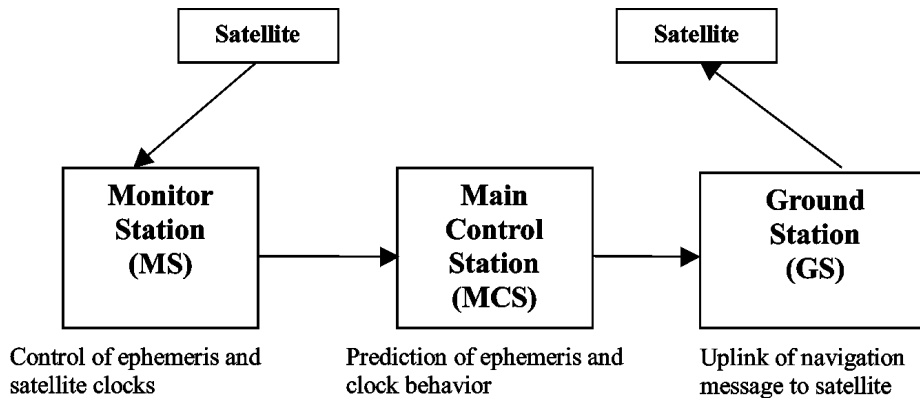 Satellite
Satellite
Monitor
Station
(MS)
Main
Control
Station
(MCS)
Ground
Station
(GS)
Control of ephemeris and
satellite clocks
Prediction of ephemeris and
clock behavior
Uplink of navigation
message to satellite